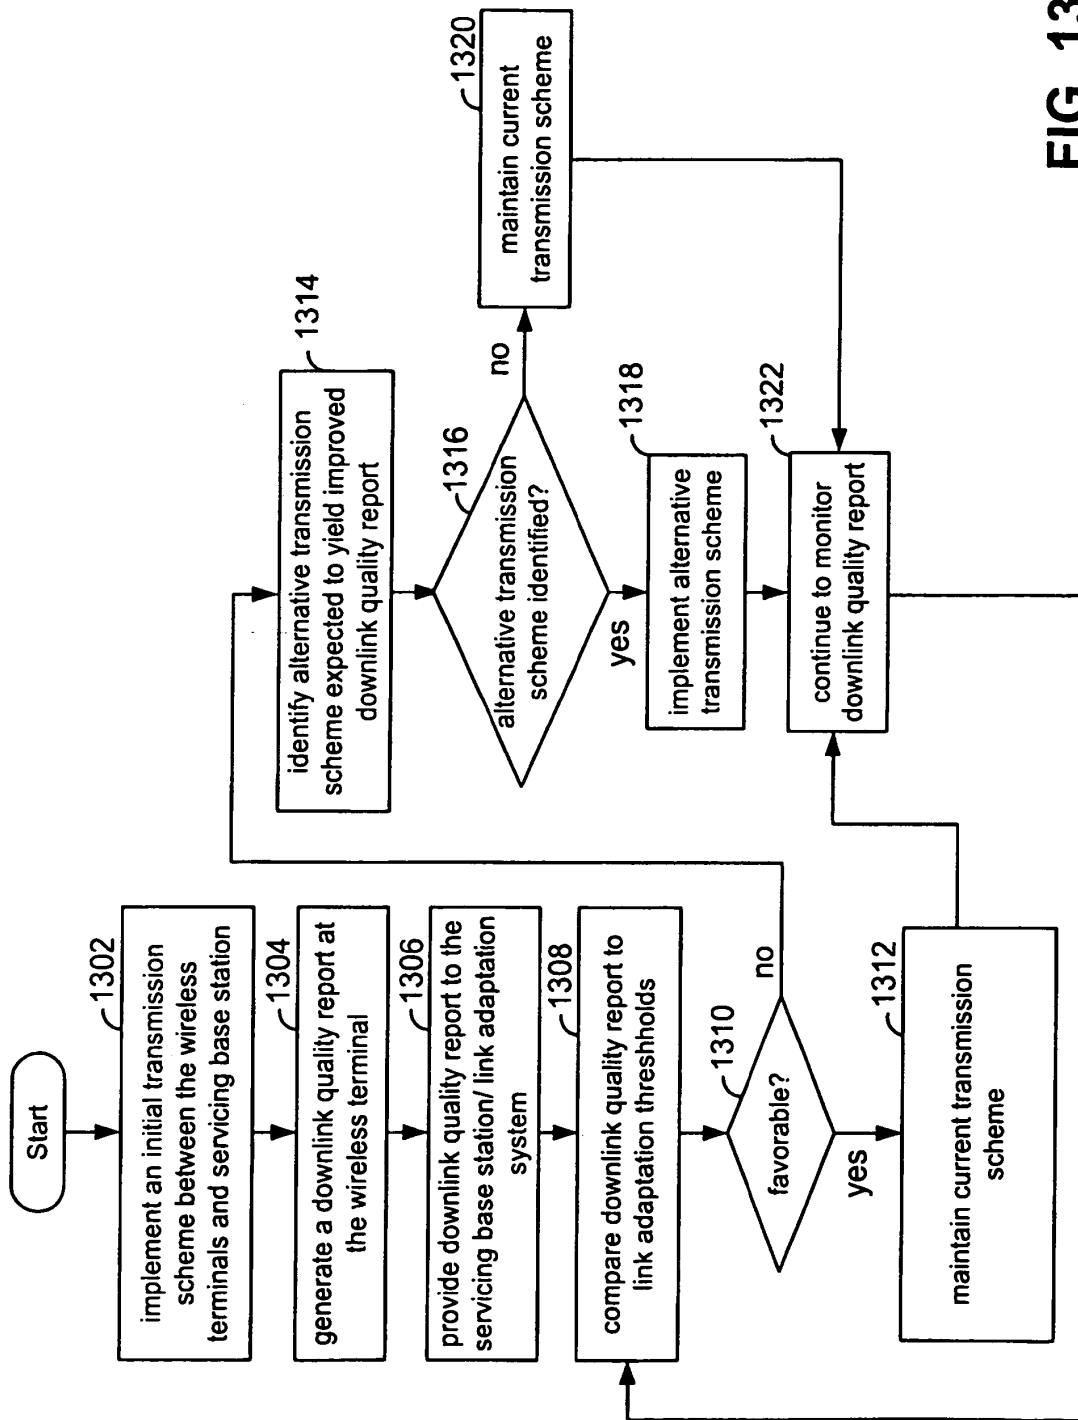 Start
1302
implement an initial transmission
scheme between the wireless
terminals and servicing base station
1304
generate a downlink quality report at
the wireless terminal
1306
provide downlink quality report to the
servicing base station/ link adaptation
system
1308
compare downlink quality report to
link adaptation threshholds
1310
favorable?
no
yes
1312
maintain current transmission
scheme
1314
identify alternative transmission
scheme expected to yield improved
downlink quality report
1316
alternative transmission
scheme identified?
no
yes
1318
implement alternative
transmission scheme
1320
maintain current
transmission scheme
1322
continue to monitor
downlink quality report
FIG. 13